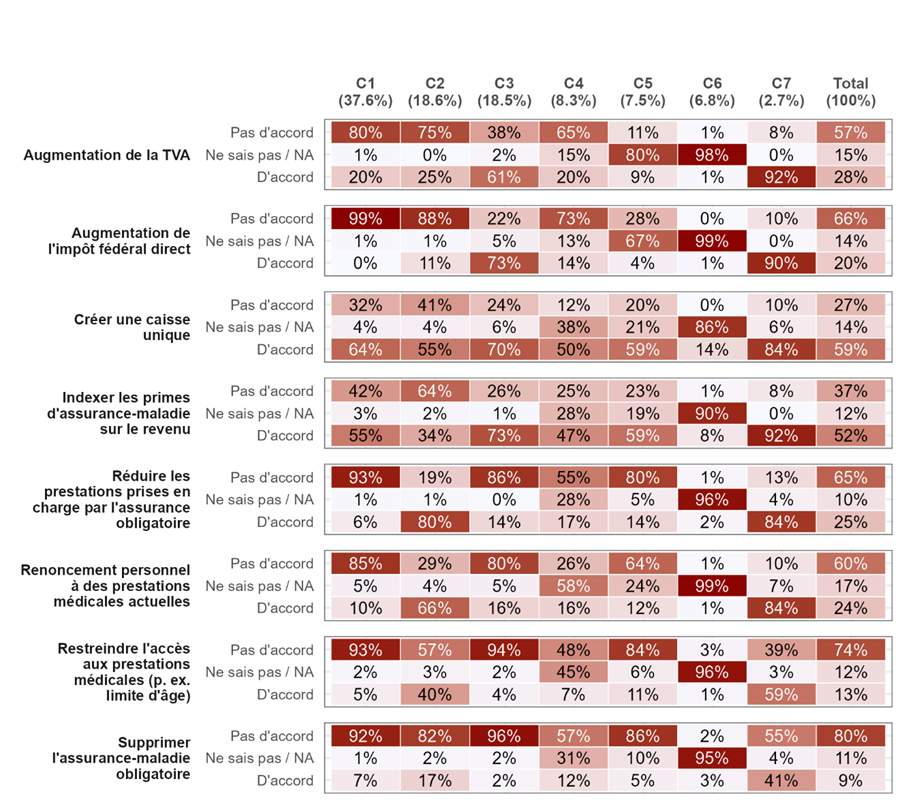 C1 C2 C3 C4 C5 C6 C7 Total
(37.6%) (18.6%) (18.5%) (8.3%) (7.5%) (6.8%) (2.7%) (100%)
Augmentation de la TVA
Pas d'accord 80% 75% 38% 65% 11% 1% 8% 57%
Ne sais pas / NA 1% 0% 2% 15% 80% 98% 0% 15%
D'accord 20% 25% 61% 20% 9% 1% 92% 28%
Augmentation de
l'impôt fédéral direct
Pas d'accord 99% 88% 22% 73% 28% 0% 10% 66%
Ne sais pas / NA 1% 1% 5% 13% 67% 99% 0% 14%
D'accord 0% 11% 73% 14% 4% 1% 90% 20%
Créer une caisse
unique
Pas d'accord 32% 41% 24% 12% 20% 0% 10% 27%
Ne sais pas / NA 4% 4% 6% 38% 21% 86% 6% 14%
D'accord 64% 55% 70% 50% 59% 14% 84% 59%
Indexer les primes
d'assurance-maladie
sur le revenu
Pas d'accord 42% 64% 26% 25% 23% 1% 8% 37%
Ne sais pas / NA 3% 2% 1% 28% 19% 90% 0% 12%
D'accord 55% 34% 73% 47% 59% 8% 92% 52%
Réduire les
prestations prises en
charge par l'assurance
obligatoire
Pas d'accord 93% 19% 86% 55% 80% 1% 13% 65%
Ne sais pas / NA 1% 1% 0% 28% 5% 96% 4% 10%
D'accord 6% 80% 14% 17% 14% 2% 84% 25%
Renoncement personnel
à des prestations
médicales actuelles
Pas d'accord 85% 29% 80% 26% 64% 1% 10% 60%
Ne sais pas / NA 5% 4% 5% 58% 24% 99% 7% 17%
D'accord 10% 66% 16% 16% 12% 1% 84% 24%
Restreindre l'accès
aux prestations
médicales (p. ex.
limite d'âge)
Pas d'accord 93% 57% 94% 48% 84% 3% 39% 74%
Ne sais pas / NA 2% 3% 2% 45% 6% 96% 3% 12%
D'accord 5% 40% 4% 7% 11% 1% 59% 13%
Supprimer
l'assurance-maladie
obligatoire
Pas d'accord 92% 82% 96% 57% 86% 2% 55% 80%
Ne sais pas / NA 1% 2% 2% 31% 10% 95% 4% 11%
D'accord 7% 17% 2% 12% 5% 3% 41% 9%